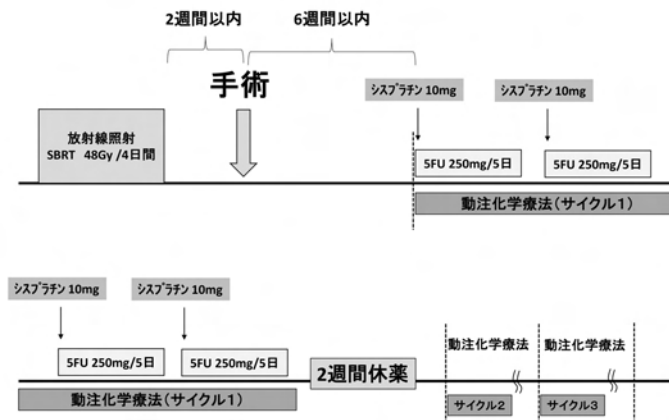 2週間以内
6週間以内
手術
シスプラチン 10mg
シスプラチン 10mg
放射線照射
SBRT 48Gy /4日間
5FU 250mg/5日
5FU 250mg/5日
動注化学療法(サイクル1)
シスプラチン 10mg
シスプラチン 10mg
5FU 250mg/5日
5FU 250mg/5日
動注化学療法(サイクル1)
2週間休薬
動注化学療法
動注化学療法
サイクル2
サイクル3